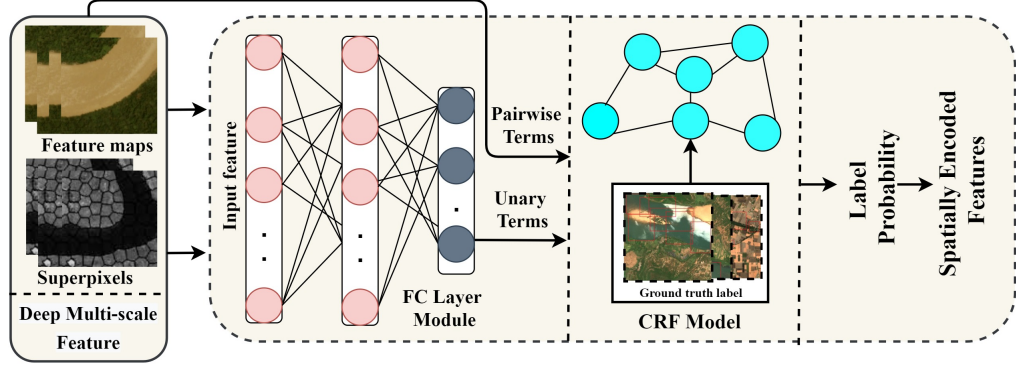 Feature maps
Superpixels
Deep Multi-scale
Feature
Input feature
FC Layer
Module
Pairwise
Terms
Unary
Terms
Ground truth label
CRF Model
Label
Probability
Spatially Encoded
Features